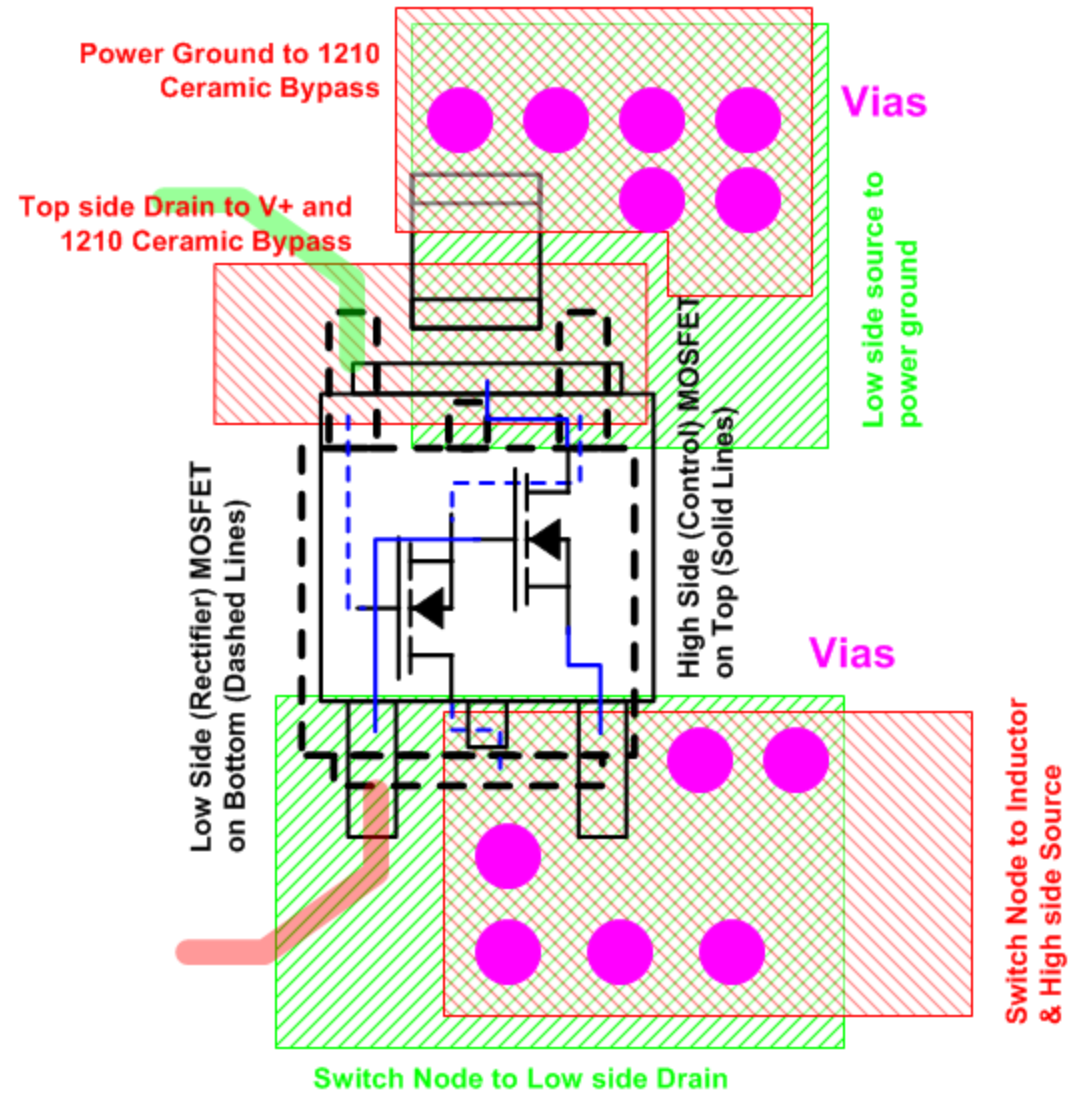 Power Ground to 1210
Ceramic Bypass
Vias
Top side Drain to V+ and
1210 Ceramic Bypass
Low side source to
power ground
High Side (Control) MOSFET
on Top (Solid Lines)
Low Side (Rectifier) MOSFET
on Bottom (Dashed Lines)
Vias
Switch Node to Inductor
& High side Source
Switch Node to Low side Drain